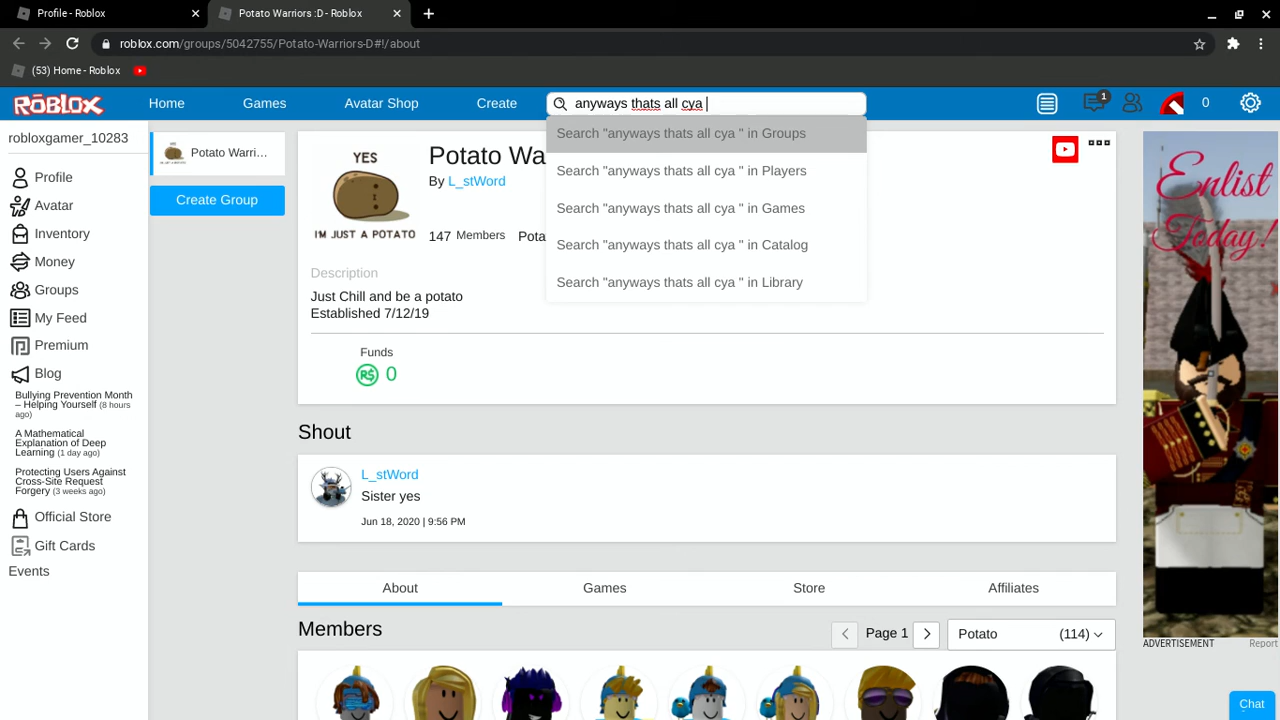 Profile - Roblox
Potato Warriors :D - Roblox
roblox.com/groups/5042755/Potato-Warriors-D#!/about
(53) Home - Roblox
ROBLOX
Home
Games
Avatar Shop
Create
anyways thats all cya
1
0
Search "anyways thats all cya " in Groups
Search "anyways thats all cya " in Players
Search "anyways thats all cya " in Games
Search "anyways thats all cya " in Catalog
Search "anyways thats all cya " in Library
robloxgamer_10283
Profile
Avatar
Inventory
Money
Groups
My Feed
Premium
Blog
Bullying Prevention Month
– Helping Yourself (8 hours
ago)
A Mathematical
Explanation of Deep
Learning (1 day ago)
Protecting Users Against
Cross-Site Request
Forgery (3 weeks ago)
Official Store
Gift Cards
Events
Potato Warri...
Create Group
YES
I'M JUST A POTATO
Potato Wa
By L_stWord
147 Members
Pota
Description
Just Chill and be a potato
Established 7/12/19
Funds
R$ 0
Shout
L_stWord
Sister yes
Jun 18, 2020 | 9:56 PM
About
Games
Store
Affiliates
Members
Page 1
Potato (114)
Enlist
Today!
ADVERTISEMENT
Report
Chat